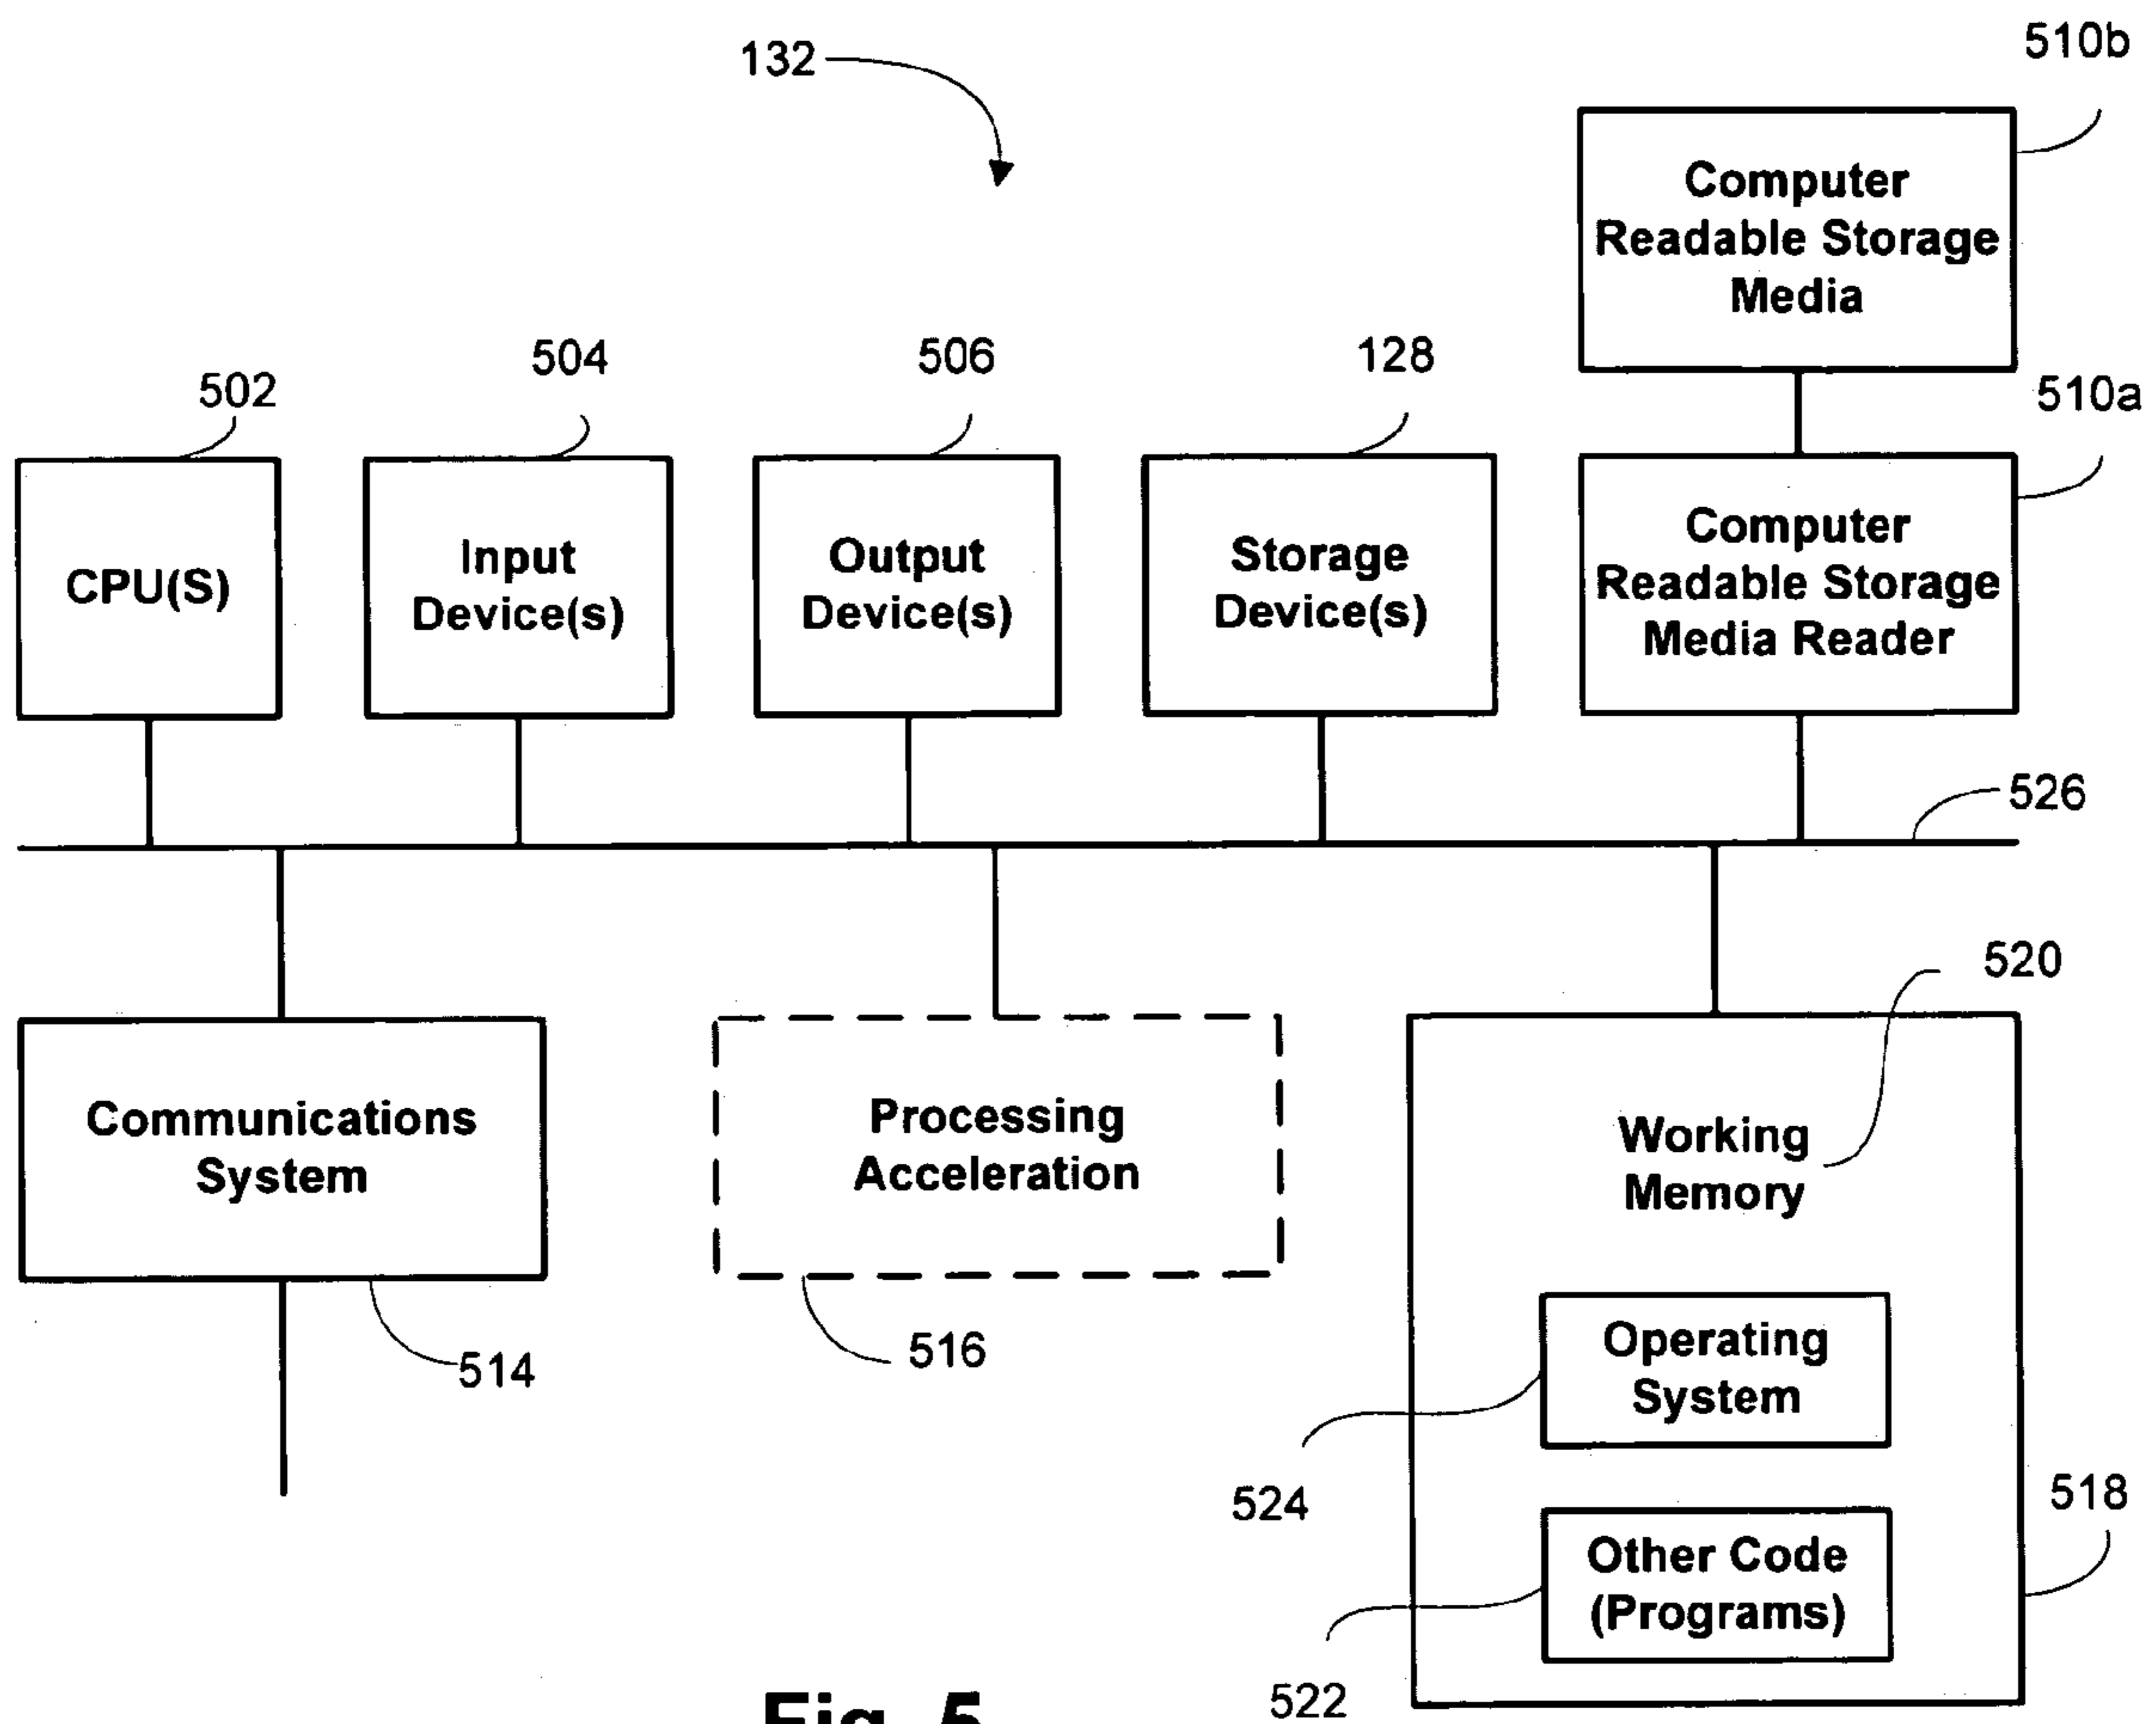 132
510b
Computer
Readable Storage
Media
502
504
506
128
510a
CPU(S)
Input
Device(s)
Output
Device(s)
Storage
Device(s)
Computer
Readable Storage
Media Reader
526
520
Communications
System
514
Processing
Acceleration
516
Working
Memory
Operating
System
524
518
Other Code
(Programs)
522
Fig. 5